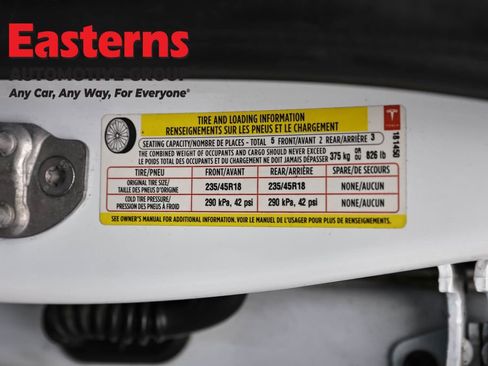 Easterns
AUTOMOTIVE GROUP
Any Car, Any Way, For Everyone®
TIRE AND LOADING INFORMATION
RENSEIGNEMENTS SUR LES PNEUS ET LE CHARGEMENT
SEATING CAPACITY/NOMBRE DE PLACES - TOTAL 5 FRONT/AVANT 2 REAR/ARRIÈRE 3
THE COMBINED WEIGHT OF OCCUPANTS AND CARGO SHOULD NEVER EXCEED
LE POIDS TOTAL DES OCCUPANTS ET DU CHARGEMENT NE DOIT JAMAIS DÉPASSER 375 kg OR OU 826 lb
TIRE/PNEU FRONT/AVANT REAR/ARRIÈRE SPARE/DE SECOURS
ORIGINAL TIRE SIZE/
TAILLE DES PNEUS D'ORIGINE 235/45R18 235/45R18 NONE/AUCUN
COLD TIRE PRESSURE/
PRESSION DES PNEUS À FROID 290 kPa, 42 psi 290 kPa, 42 psi NONE/AUCUN
SEE OWNER'S MANUAL FOR ADDITIONAL INFORMATION. VOIR LE MANUEL DE L'USAGER POUR PLUS DE RENSEIGNEMENTS.
TESLA
181450